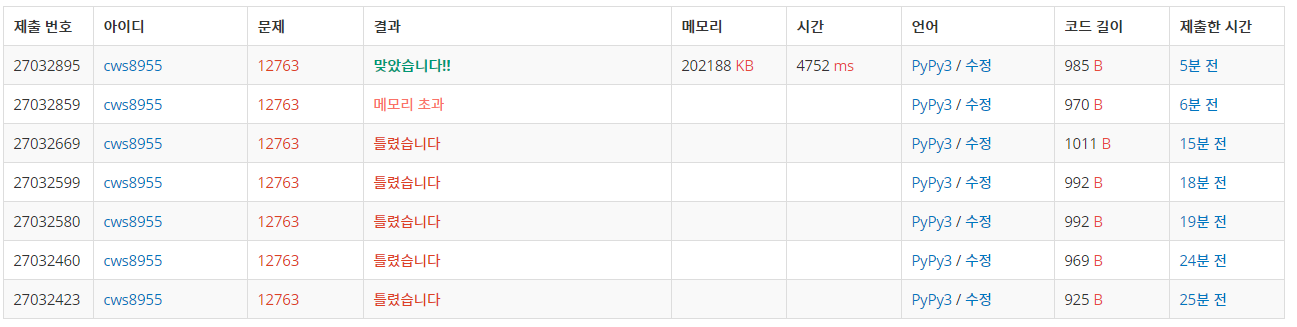 제출 번호 아이디 문제 결과 메모리 시간 언어 코드 길이 제출한 시간
27032895 cws8955 12763 맞았습니다!! 202188 KB 4752 ms PyPy3 / 수정 985 B 5분 전
27032859 cws8955 12763 메모리 초과 PyPy3 / 수정 970 B 6분 전
27032669 cws8955 12763 틀렸습니다 PyPy3 / 수정 1011 B 15분 전
27032599 cws8955 12763 틀렸습니다 PyPy3 / 수정 992 B 18분 전
27032580 cws8955 12763 틀렸습니다 PyPy3 / 수정 992 B 19분 전
27032460 cws8955 12763 틀렸습니다 PyPy3 / 수정 969 B 24분 전
27032423 cws8955 12763 틀렸습니다 PyPy3 / 수정 925 B 25분 전